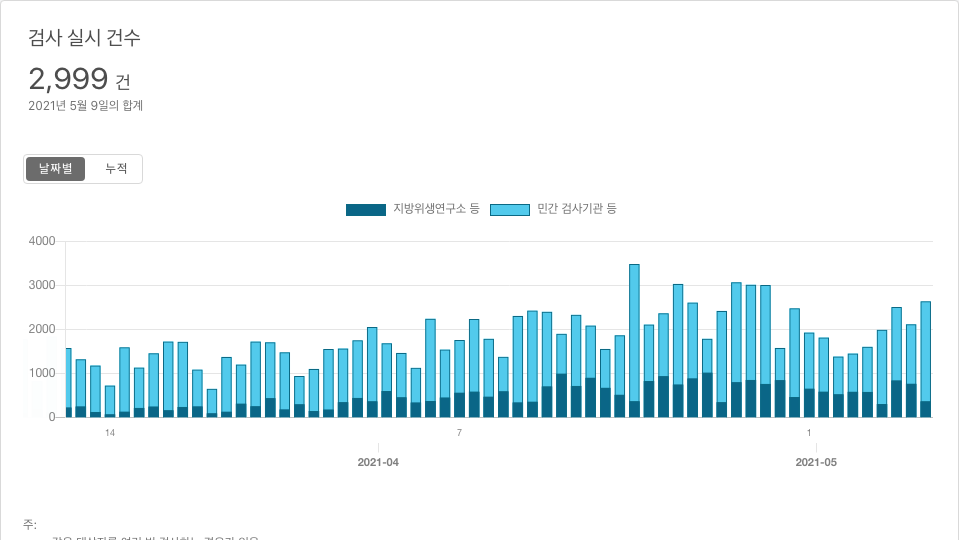 검사 실시 건수
2,999 건
2021년 5월 9일의 합계
날짜별 누적
지방위생연구소 등 민간 검사기관 등
4000
3000
2000
1000
0
14 7 1
2021-04 2021-05
주: